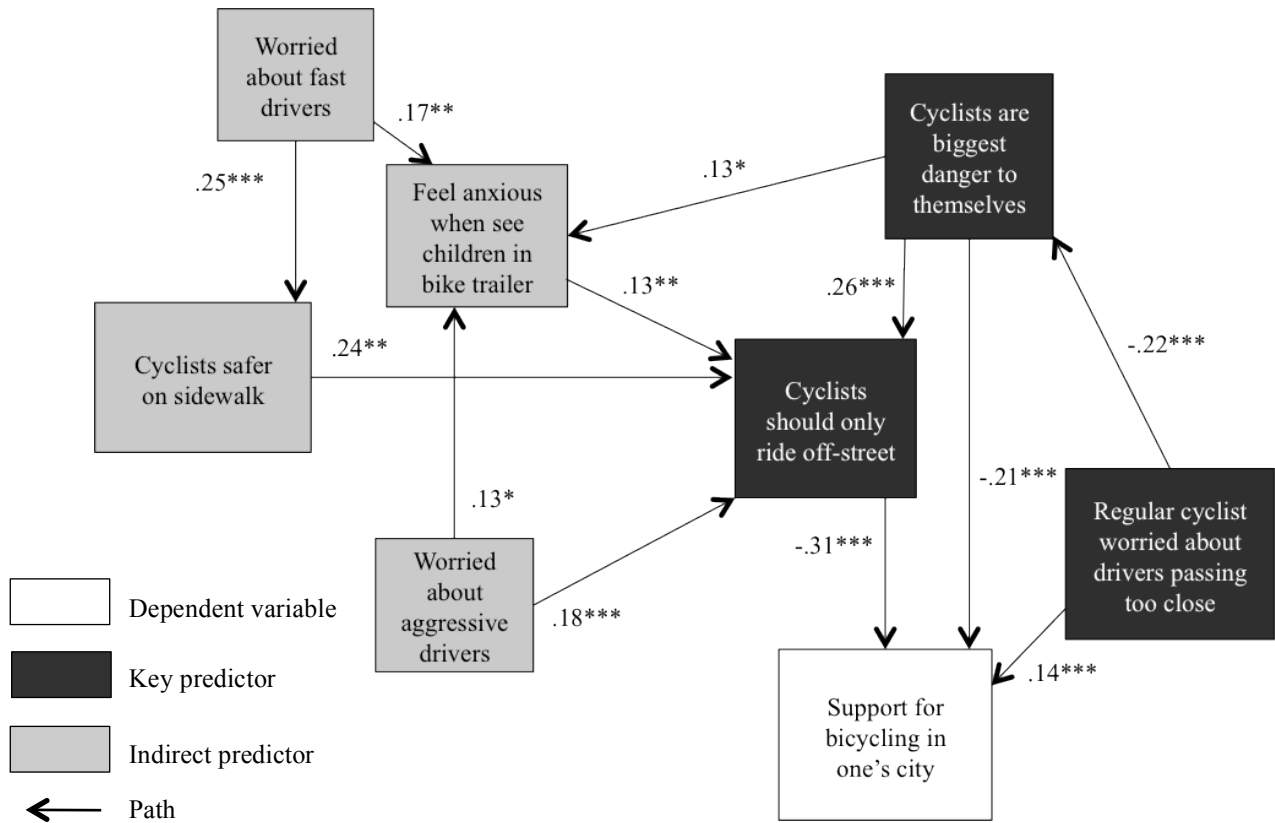 Worried
about fast
drivers
.17**
.25***
Feel anxious
when see
children in
bike trailer
.13*
Cyclists are
biggest
danger to
themselves
.13**
.26***
-.22***
Cyclists safer
on sidewalk
.24**
Cyclists
should only
ride off-street
.13*
-.21***
Regular cyclist
worried about
drivers passing
too close
Worried
about
aggressive
drivers
.18***
-.31***
.14***
Support for
bicycling in
one’s city
Dependent variable
Key predictor
Indirect predictor
Path